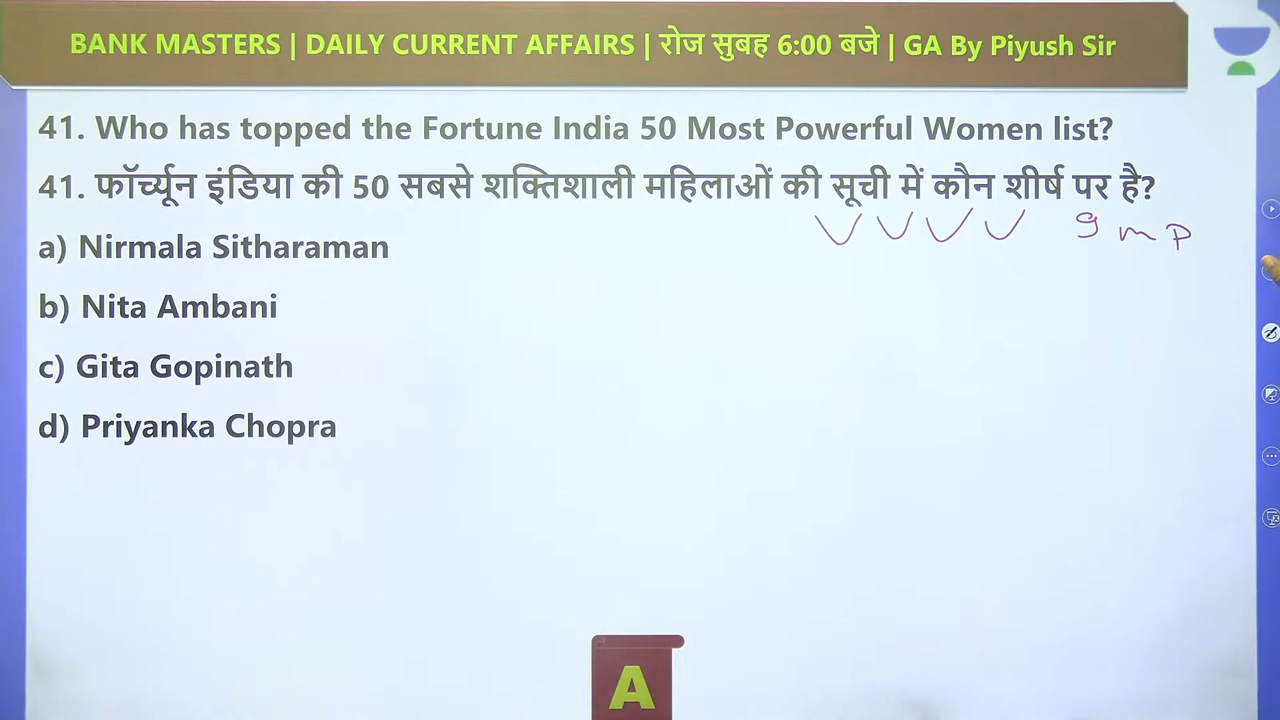 BANK MASTERS | DAILY CURRENT AFFAIRS | रोज सुबह 6:00 बजे | GA By Piyush Sir
41. Who has topped the Fortune India 50 Most Powerful Women list?
41. फॉर्च्यून इंडिया की 50 सबसे शक्तिशाली महिलाओं की सूची में कौन शीर्ष पर है?
V V V V Imp
a) Nirmala Sitharaman
b) Nita Ambani
c) Gita Gopinath
d) Priyanka Chopra
A